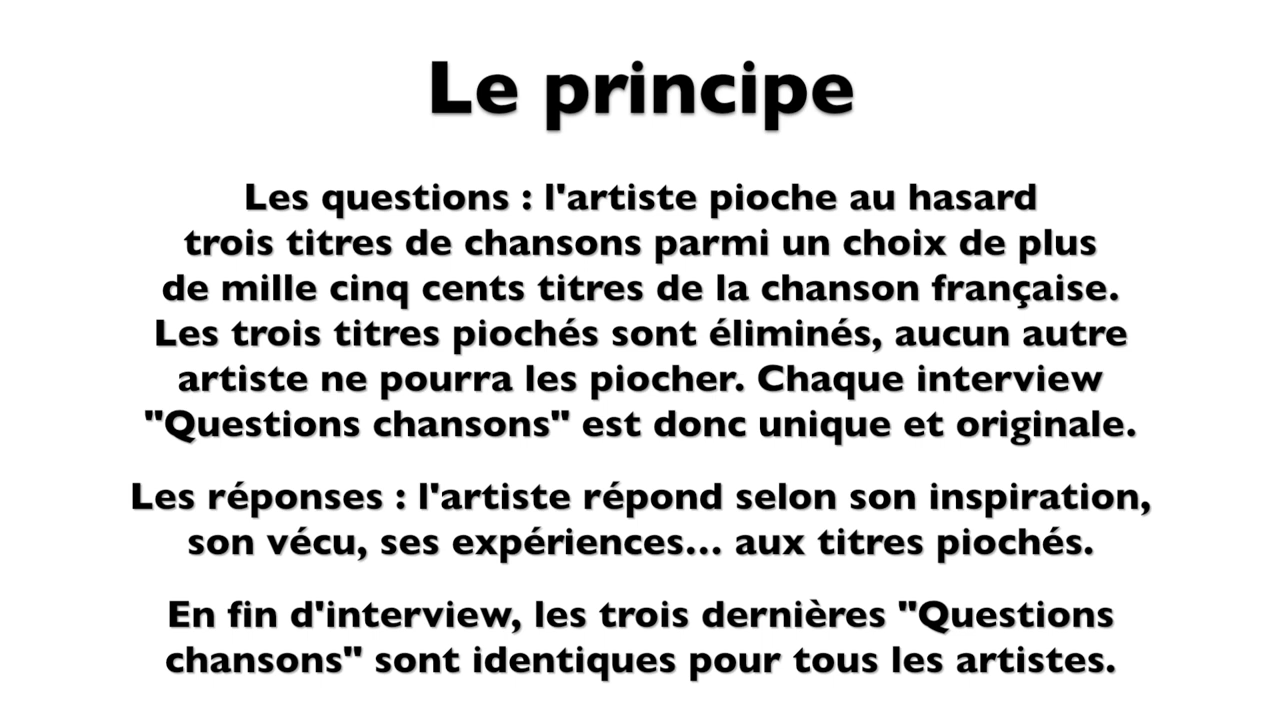 Le principe
Les questions : l'artiste pioche au hasard
trois titres de chansons parmi un choix de plus
de mille cinq cents titres de la chanson française.
Les trois titres piochés sont éliminés, aucun autre
artiste ne pourra les piocher. Chaque interview
"Questions chansons" est donc unique et originale.
Les réponses : l'artiste répond selon son inspiration,
son vécu, ses expériences… aux titres piochés.
En fin d'interview, les trois dernières "Questions
chansons" sont identiques pour tous les artistes.